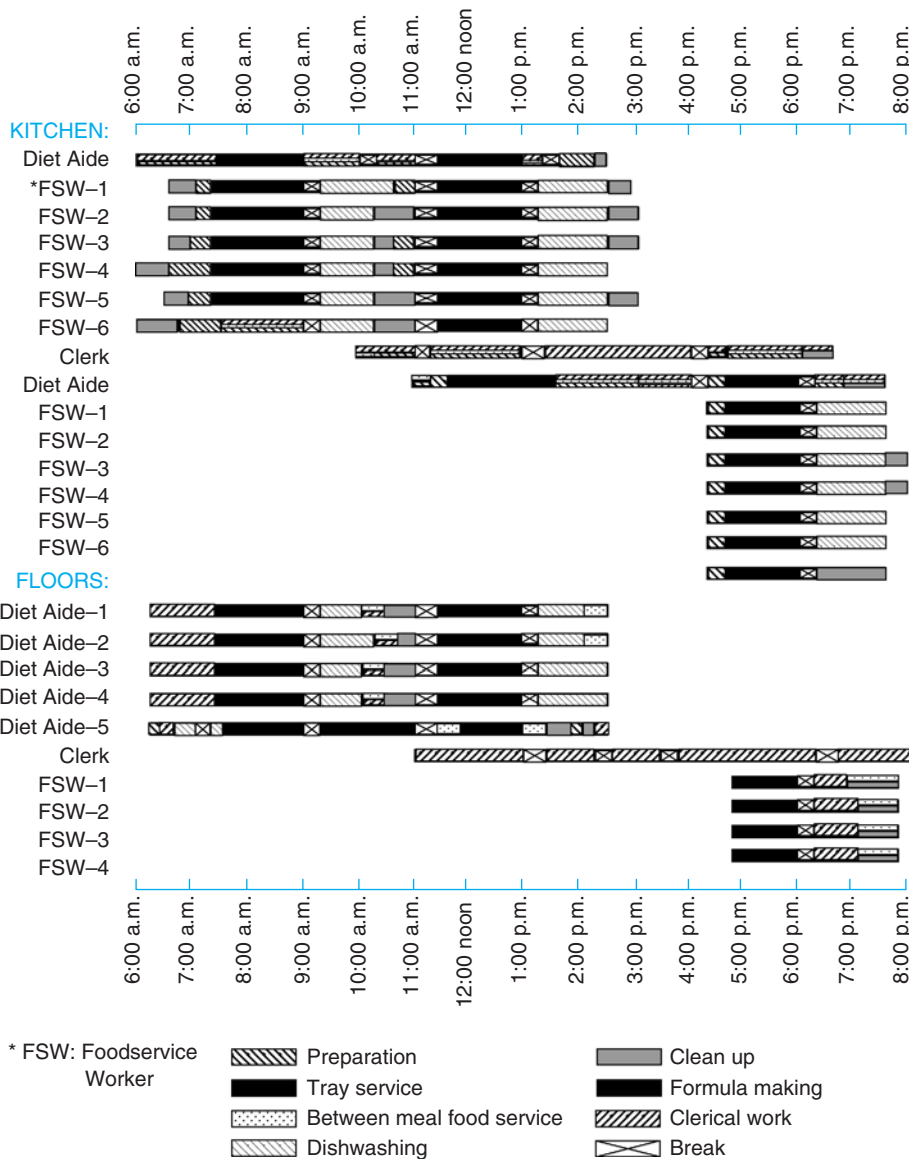 6:00 a.m. 7:00 a.m. 8:00 a.m. 9:00 a.m. 10:00 a.m. 11:00 a.m. 12:00 noon 1:00 p.m. 2:00 p.m. 3:00 p.m. 4:00 p.m. 5:00 p.m. 6:00 p.m. 7:00 p.m. 8:00 p.m.
KITCHEN:
Diet Aide
*FSW–1
FSW–2
FSW–3
FSW–4
FSW–5
FSW–6
Clerk
Diet Aide
FSW–1
FSW–2
FSW–3
FSW–4
FSW–5
FSW–6
FLOORS:
Diet Aide–1
Diet Aide–2
Diet Aide–3
Diet Aide–4
Diet Aide–5
Clerk
FSW–1
FSW–2
FSW–3
FSW–4
6:00 a.m. 7:00 a.m. 8:00 a.m. 9:00 a.m. 10:00 a.m. 11:00 a.m. 12:00 noon 1:00 p.m. 2:00 p.m. 3:00 p.m. 4:00 p.m. 5:00 p.m. 6:00 p.m. 7:00 p.m. 8:00 p.m.
* FSW: Foodservice
Worker
Preparation
Tray service
Between meal food service
Dishwashing
Clean up
Formula making
Clerical work
Break